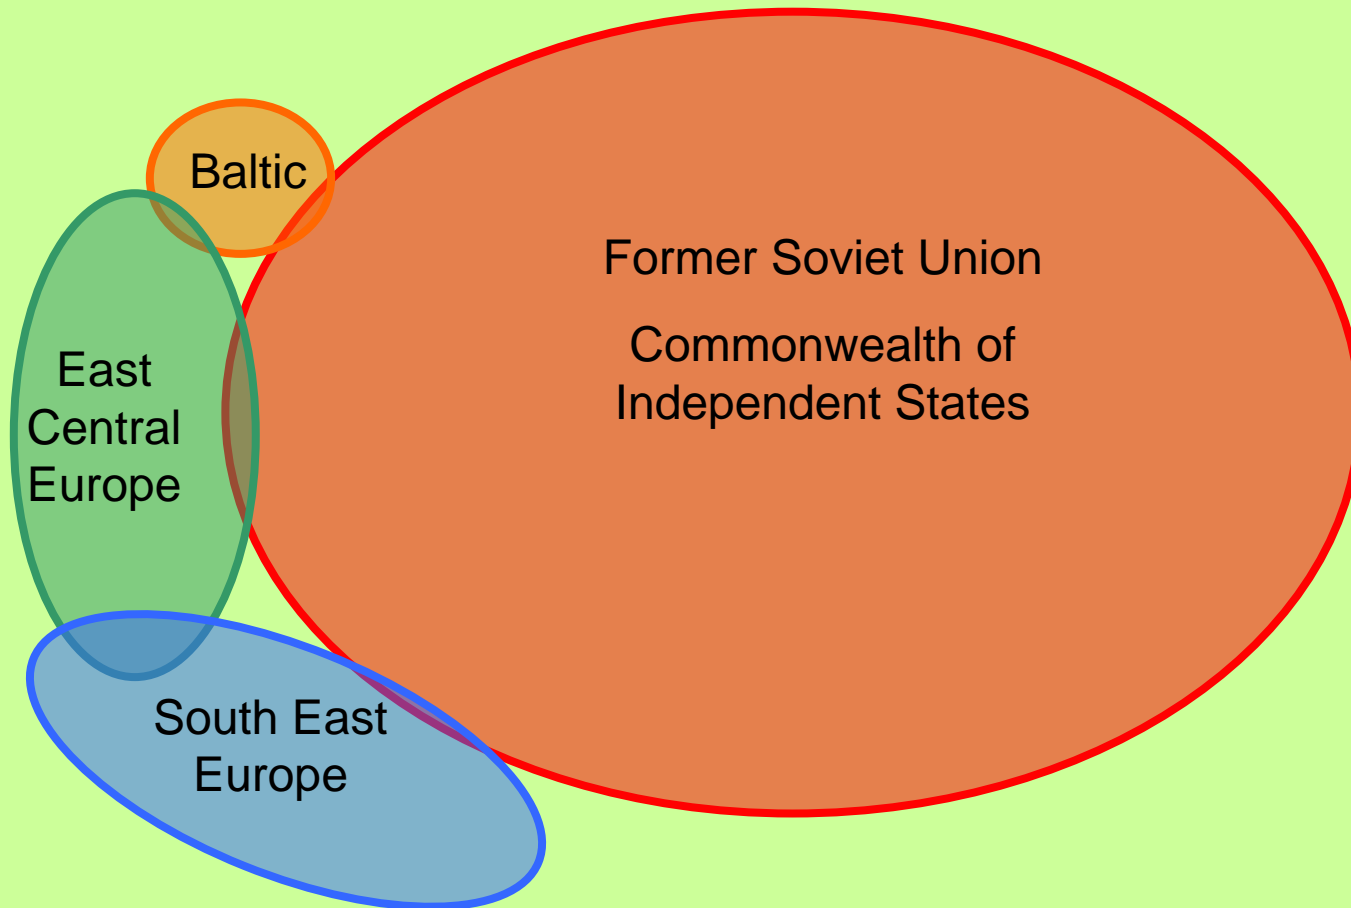 Baltic
Former Soviet Union
Commonwealth of
Independent States
East
Central
Europe
South East
Europe